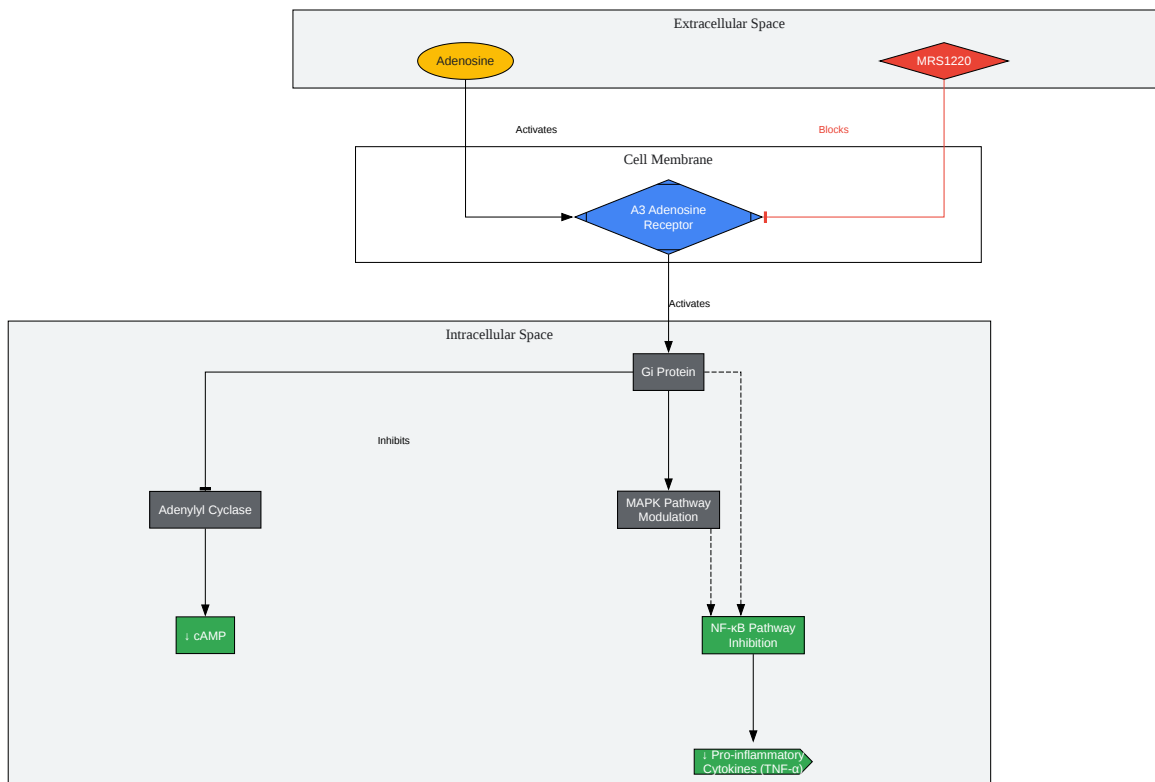 Extracellular Space
Adenosine
MRS1220
Activates
Blocks
Cell Membrane
A3 Adenosine
Receptor
Activates
Intracellular Space
Gi Protein
Inhibits
Adenylyl Cyclase
MAPK Pathway
Modulation
↓ cAMP
NF-κB Pathway
Inhibition
↓ Pro-inflammatory
Cytokines (TNF-α)